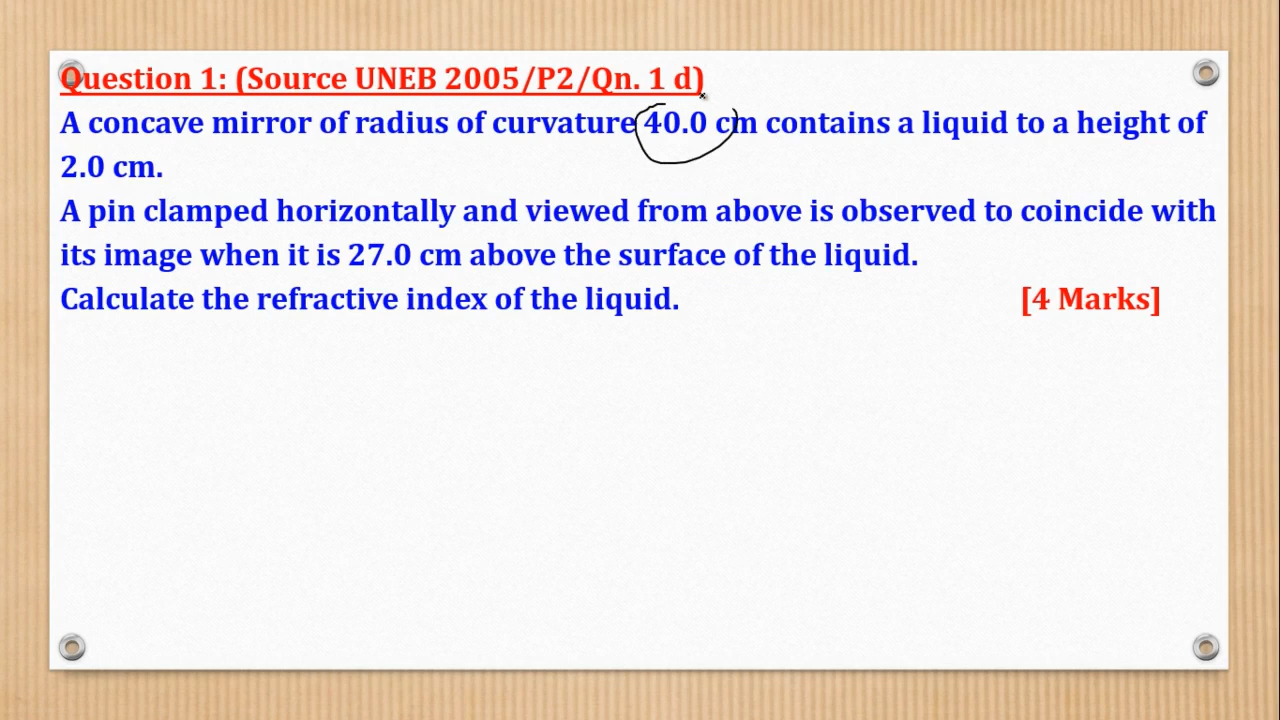 Question 1: (Source UNEB 2005/P2/Qn. 1 d)
A concave mirror of radius of curvature 40.0 cm contains a liquid to a height of
2.0 cm.
A pin clamped horizontally and viewed from above is observed to coincide with
its image when it is 27.0 cm above the surface of the liquid.
Calculate the refractive index of the liquid. [4 Marks]